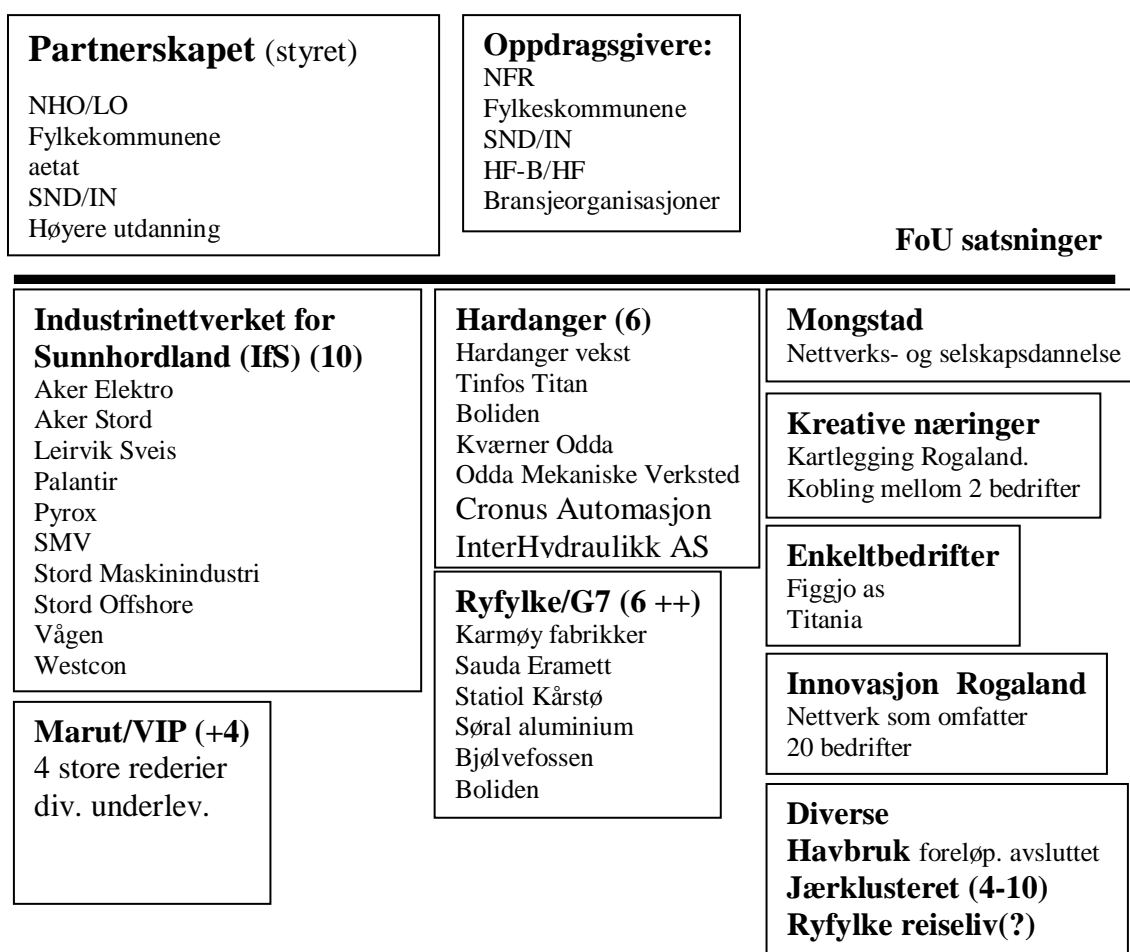 Partnerskapet (styret)
NHO/LO
Fylkekommunene
aetat
SND/IN
Høyere utdanning
Oppdragsgivere:
NFR
Fylkeskommunene
SND/IN
HF-B/HF
Bransjeorganisasjoner
FoU satsninger
Industrinettverket for
Sunnhordland (IfS) (10)
Aker Elektro
Aker Stord
Leirvik Sveis
Palantir
Pyrox
SMV
Stord Maskinindustri
Stord Offshore
Vågen
Westcon
Marut/VIP (+4)
4 store rederier
div. underlev.
Hardanger (6)
Hardanger vekst
Tinfos Titan
Boliden
Kværner Odda
Odda Mekaniske Verksted
Cronus Automasjon
InterHydraulikk AS
Ryfylke/G7 (6 ++)
Karmøy fabrikker
Sauda Eramett
Statiol Kårstø
Søral aluminium
Bjølvefossen
Boliden
Mongstad
Nettverks- og selskapsdannelse
Kreative næringer
Kartlegging Rogaland.
Kobling mellom 2 bedrifter
Enkeltbedrifter
Figgjo as
Titania
Innovasjon Rogaland
Nettverk som omfatter
20 bedrifter
Diverse
Havbruk foreløp. avsluttet
Jærklusteret (4-10)
Ryfylke reiseliv(?)